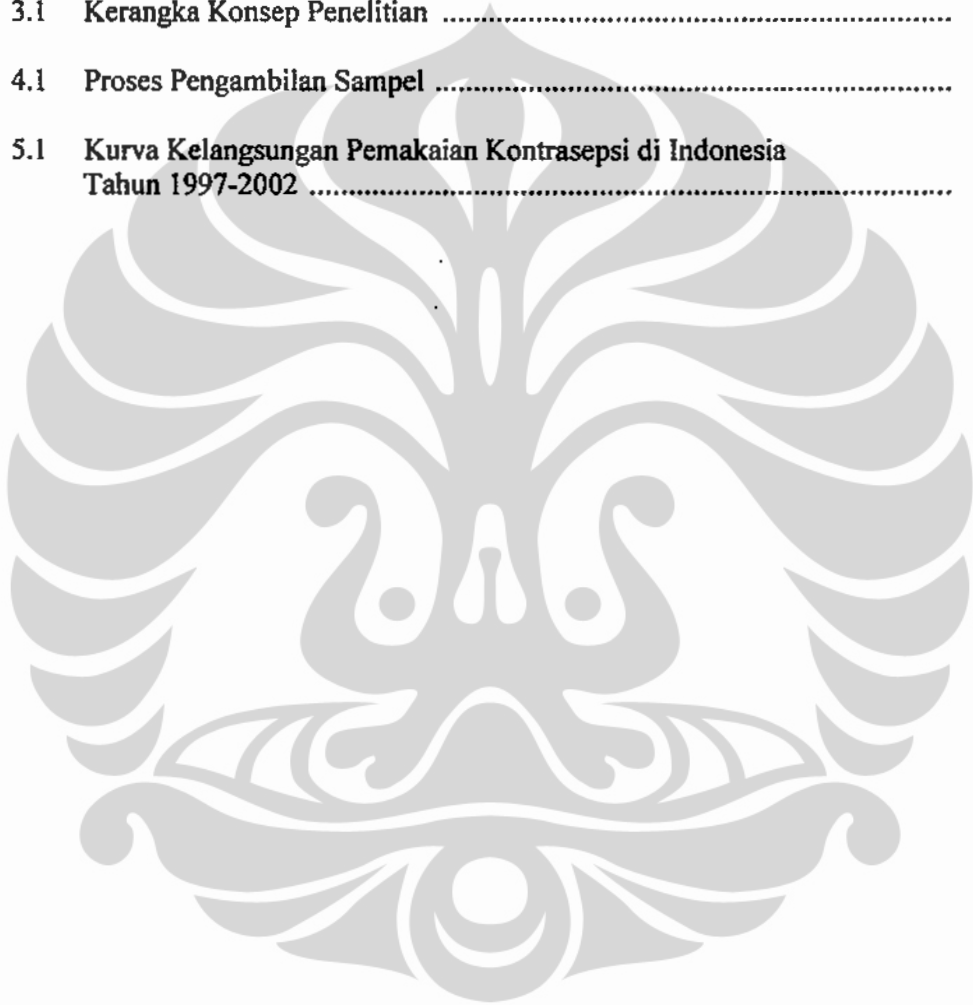 3.1 Kerangka Konsep Penelitian ..........................................................................
4.1 Proses Pengambilan Sampel ...........................................................................
5.1 Kurva Kelangsungan Pemakaian Kontrasepsi di Indonesia
Tahun 1997-2002 ..............................................................................................